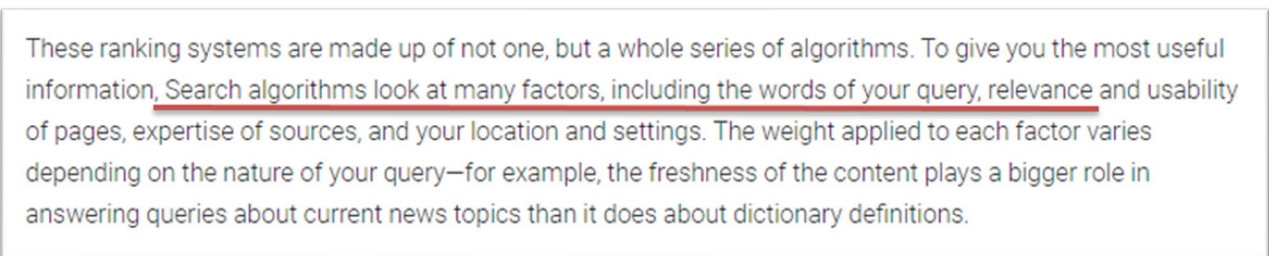 These ranking systems are made up of not one, but a whole series of algorithms. To give you the most useful
information, Search algorithms look at many factors, including the words of your query, relevance and usability
of pages, expertise of sources, and your location and settings. The weight applied to each factor varies
depending on the nature of your query—for example, the freshness of the content plays a bigger role in
answering queries about current news topics than it does about dictionary definitions.